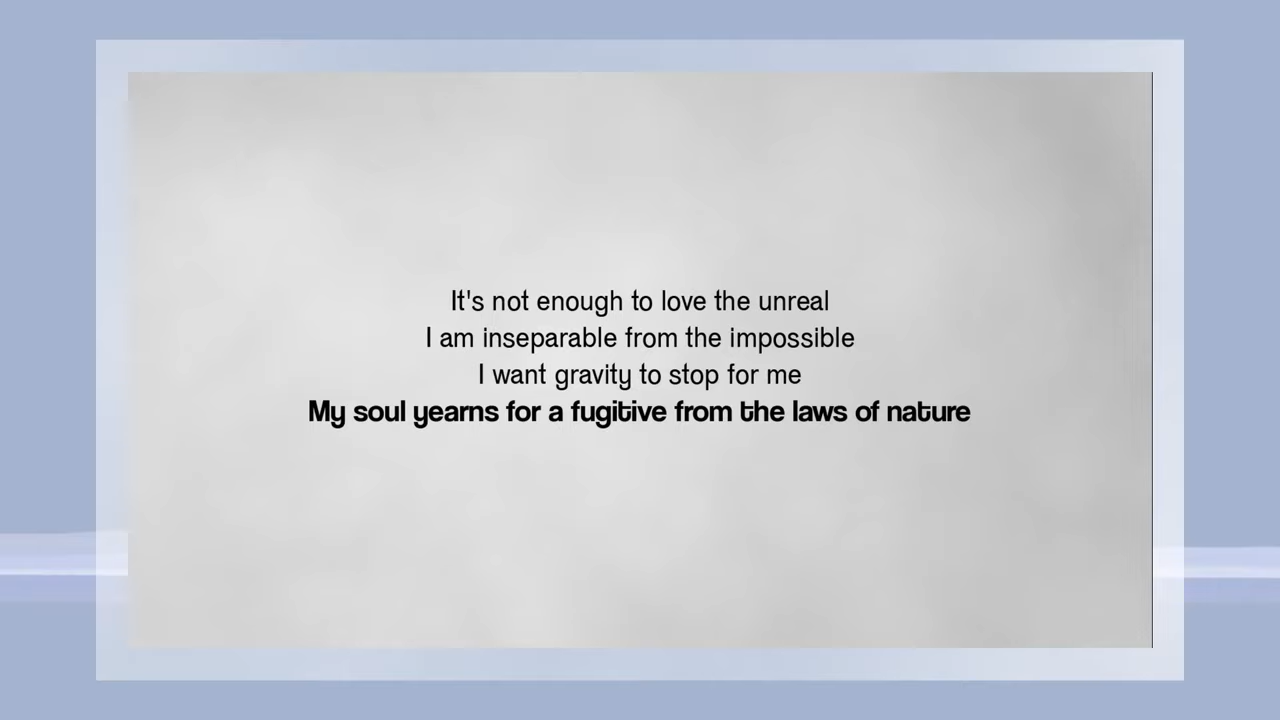 It's not enough to love the unreal
I am inseparable from the impossible
I want gravity to stop for me
My soul yearns for a fugitive from the laws of nature